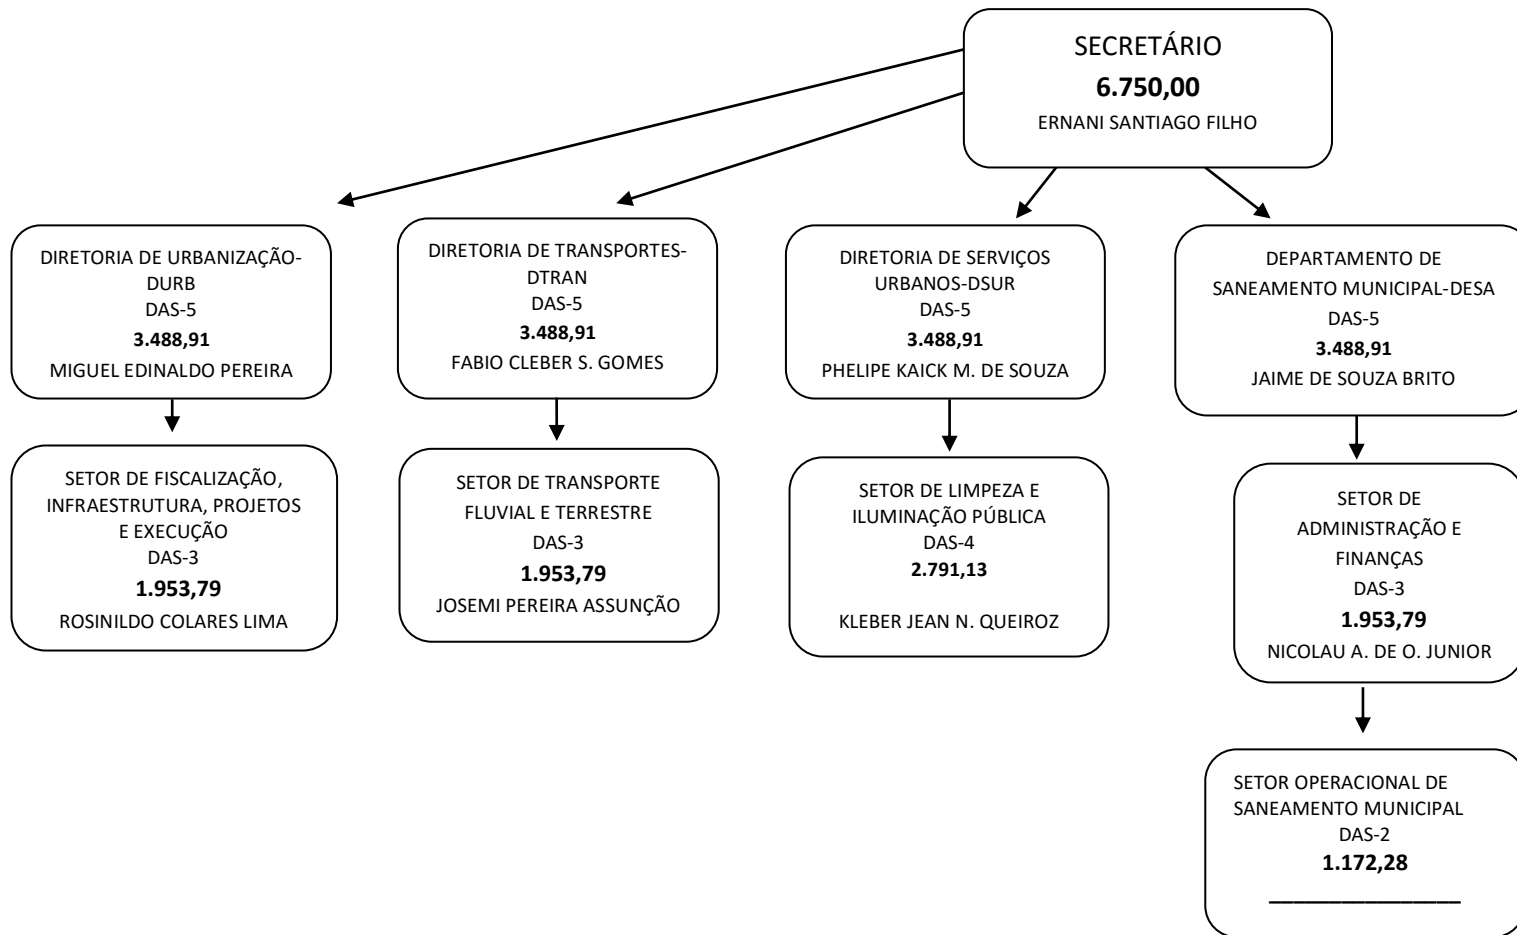 SECRETÁRIO
6.750,00
ERNANI SANTIAGO FILHO
DIRETORIA DE URBANIZAÇÃO-
DURB
DAS-5
3.488,91
MIGUEL EDINALDO PEREIRA
DIRETORIA DE TRANSPORTES-
DTRAN
DAS-5
3.488,91
FABIO CLEBER S. GOMES
DIRETORIA DE SERVIÇOS
URBANOS-DSUR
DAS-5
3.488,91
PHELIPE KAICK M. DE SOUZA
DEPARTAMENTO DE
SANEAMENTO MUNICIPAL-DESA
DAS-5
3.488,91
JAIME DE SOUZA BRITO
SETOR DE FISCALIZAÇÃO,
INFRAESTRUTURA, PROJETOS
E EXECUÇÃO
DAS-3
1.953,79
ROSINILDO COLARES LIMA
SETOR DE TRANSPORTE
FLUVIAL E TERRESTRE
DAS-3
1.953,79
JOSEMI PEREIRA ASSUNÇÃO
SETOR DE LIMPEZA E
ILUMINAÇÃO PÚBLICA
DAS-4
2.791,13
KLEBER JEAN N. QUEIROZ
SETOR DE
ADMINISTRAÇÃO E
FINANÇAS
DAS-3
1.953,79
NICOLAU A. DE O. JUNIOR
SETOR OPERACIONAL DE
SANEAMENTO MUNICIPAL
DAS-2
1.172,28
________________